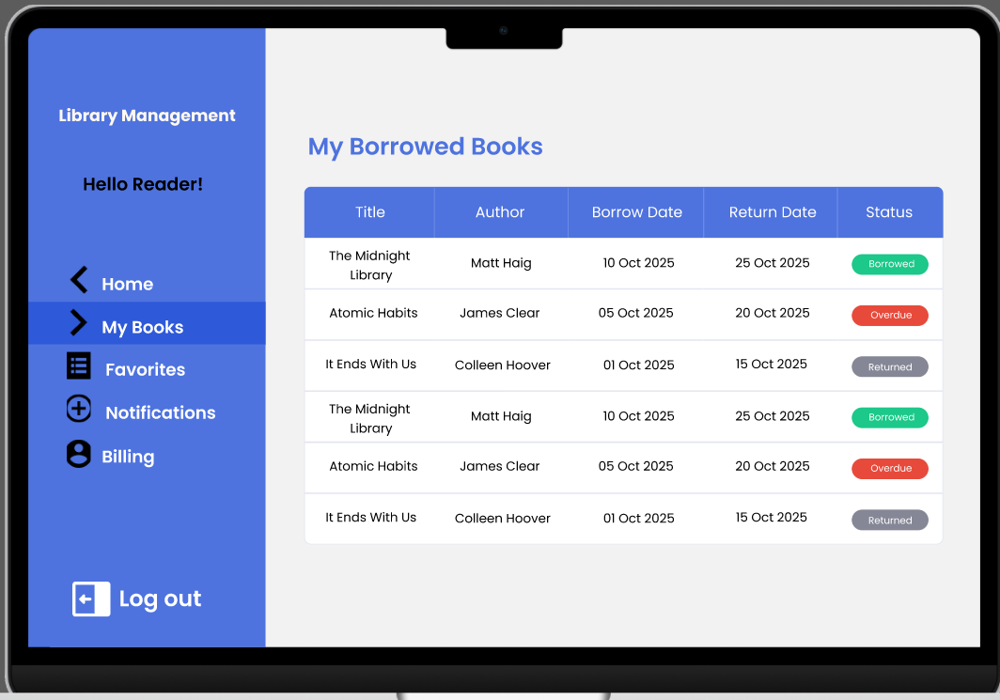 Library Management
Hello Reader!
Home
My Books
Favorites
Notifications
Billing
Log out
My Borrowed Books
Title Author Borrow Date Return Date Status
The Midnight
Library Matt Haig 10 Oct 2025 25 Oct 2025 Borrowed
Atomic Habits James Clear 05 Oct 2025 20 Oct 2025 Overdue
It Ends With Us Colleen Hoover 01 Oct 2025 15 Oct 2025 Returned
The Midnight
Library Matt Haig 10 Oct 2025 25 Oct 2025 Borrowed
Atomic Habits James Clear 05 Oct 2025 20 Oct 2025 Overdue
It Ends With Us Colleen Hoover 01 Oct 2025 15 Oct 2025 Returned